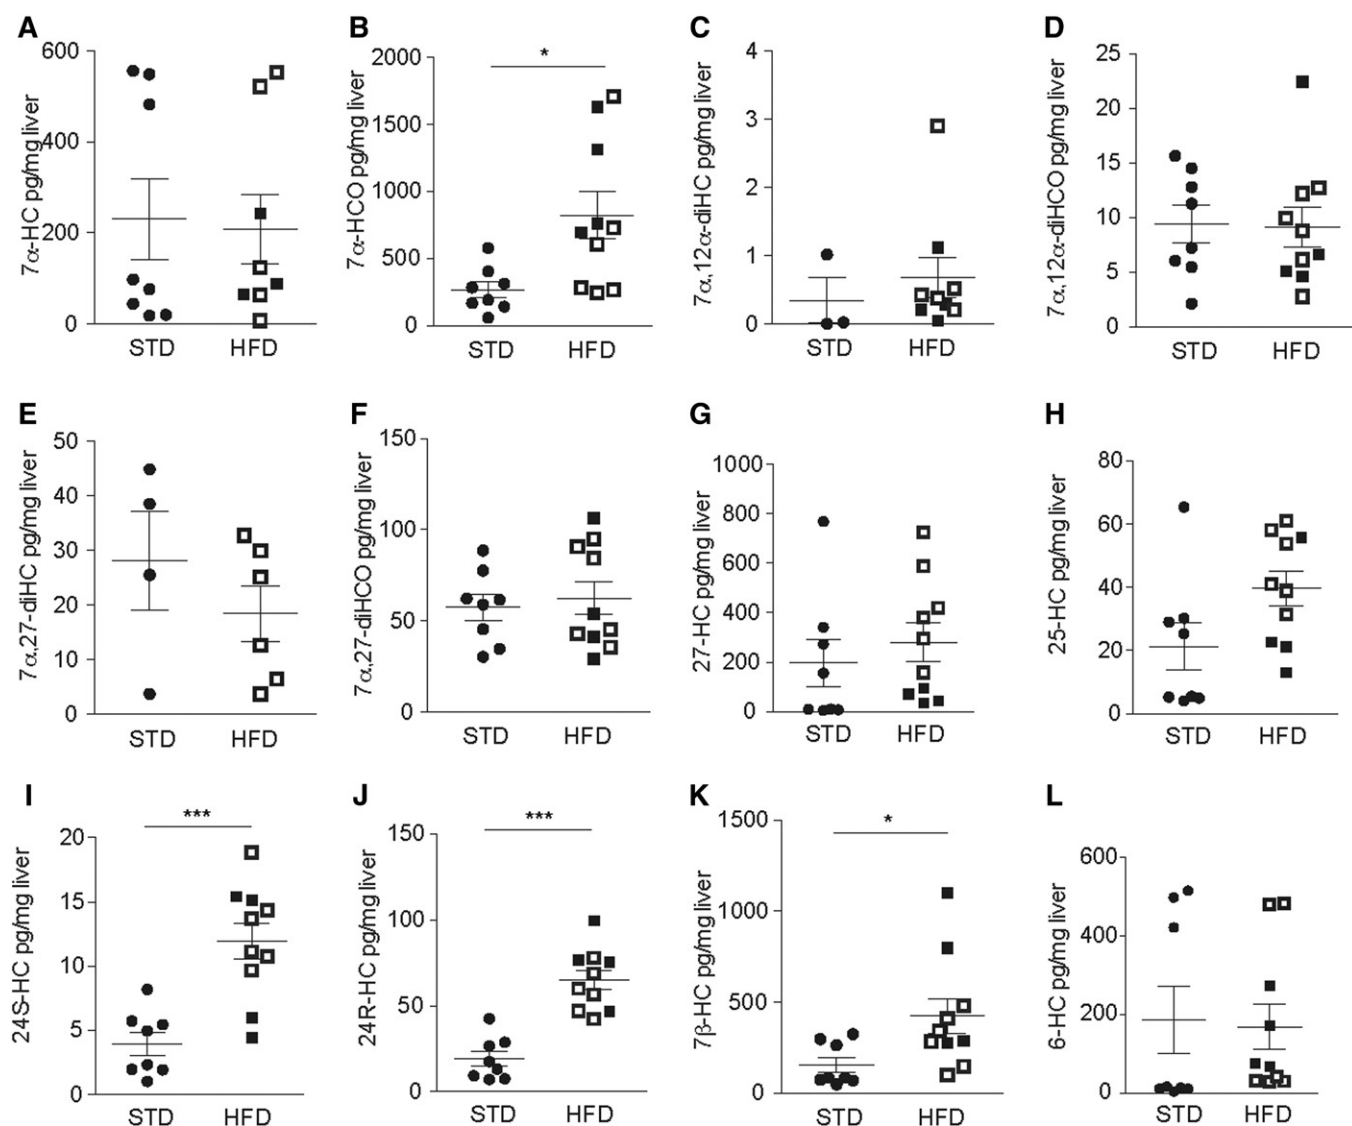 A
7α-HC pg/mg liver
600
400
200
0
STD HFD
B
7α-HCO pg/mg liver
2000
1500
1000
500
0
*
STD HFD
C
7α,12α-diHC pg/mg liver
4
3
2
1
0
STD HFD
D
7α,12α-diHCO pg/mg liver
25
20
15
10
5
0
STD HFD
E
7α,27-diHC pg/mg liver
50
40
30
20
10
0
STD HFD
F
7α,27-diHCO pg/mg liver
150
100
50
0
STD HFD
G
27-HC pg/mg liver
1000
800
600
400
200
0
STD HFD
H
25-HC pg/mg liver
80
60
40
20
0
STD HFD
I
24S-HC pg/mg liver
20
15
10
5
0
***
STD HFD
J
24R-HC pg/mg liver
150
100
50
0
***
STD HFD
K
7β-HC pg/mg liver
1500
1000
500
0
*
STD HFD
L
6-HC pg/mg liver
600
400
200
0
STD HFD